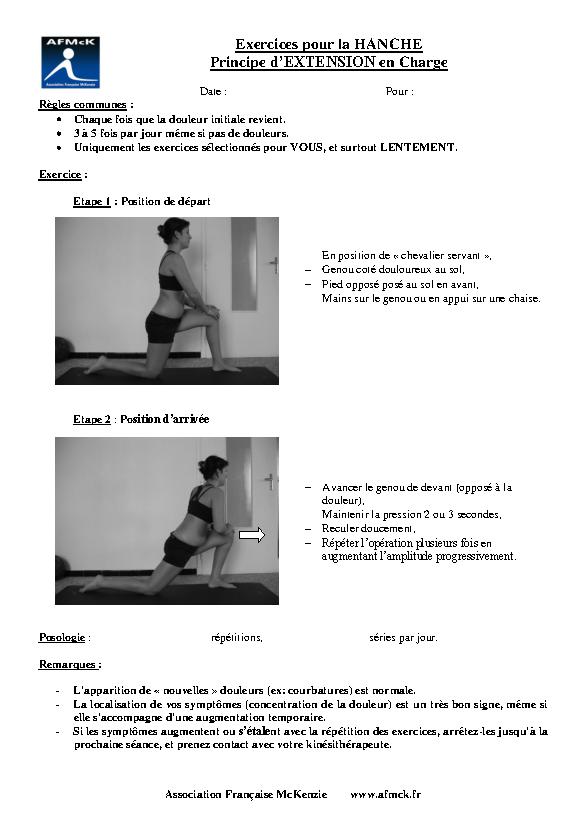 AFMcK
Association Française McKenzie
Exercices pour la HANCHE
Principe d'EXTENSION en Charge
Date : Pour :
Règles communes :
• Chaque fois que la douleur initiale revient.
• 3 à 5 fois par jour même si pas de douleurs.
• Uniquement les exercices sélectionnés pour VOUS, et surtout LENTEMENT.
Exercice :
Etape 1 : Position de départ
En position de « chevalier servant »,
– Genou coté douloureux au sol,
– Pied opposé posé au sol en avant,
Mains sur le genou ou en appui sur une chaise.
Etape 2 : Position d'arrivée
– Avancer le genou de devant (opposé à la
douleur),
Maintenir la pression 2 ou 3 secondes,
– Reculer doucement,
– Répéter l'opération plusieurs fois en
augmentant l'amplitude progressivement.
Posologie : répétitions, séries par jour.
Remarques :
- L'apparition de « nouvelles » douleurs (ex: courbatures) est normale.
- La localisation de vos symptômes (concentration de la douleur) est un très bon signe, même si
elle s'accompagne d'une augmentation temporaire.
- Si les symptômes augmentent ou s'étalent avec la répétition des exercices, arrêtez-les jusqu'à la
prochaine séance, et prenez contact avec votre kinésithérapeute.
Association Française McKenzie www.afmck.fr